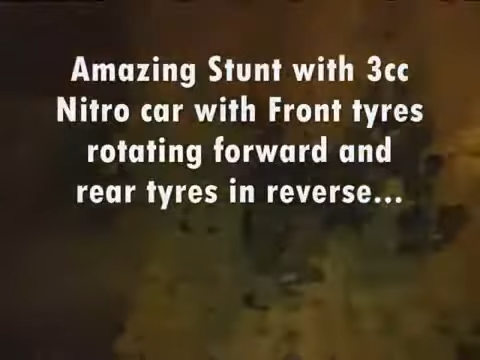 Amazing Stunt with 3cc
Nitro car with Front tyres
rotating forward and
rear tyres in reverse...